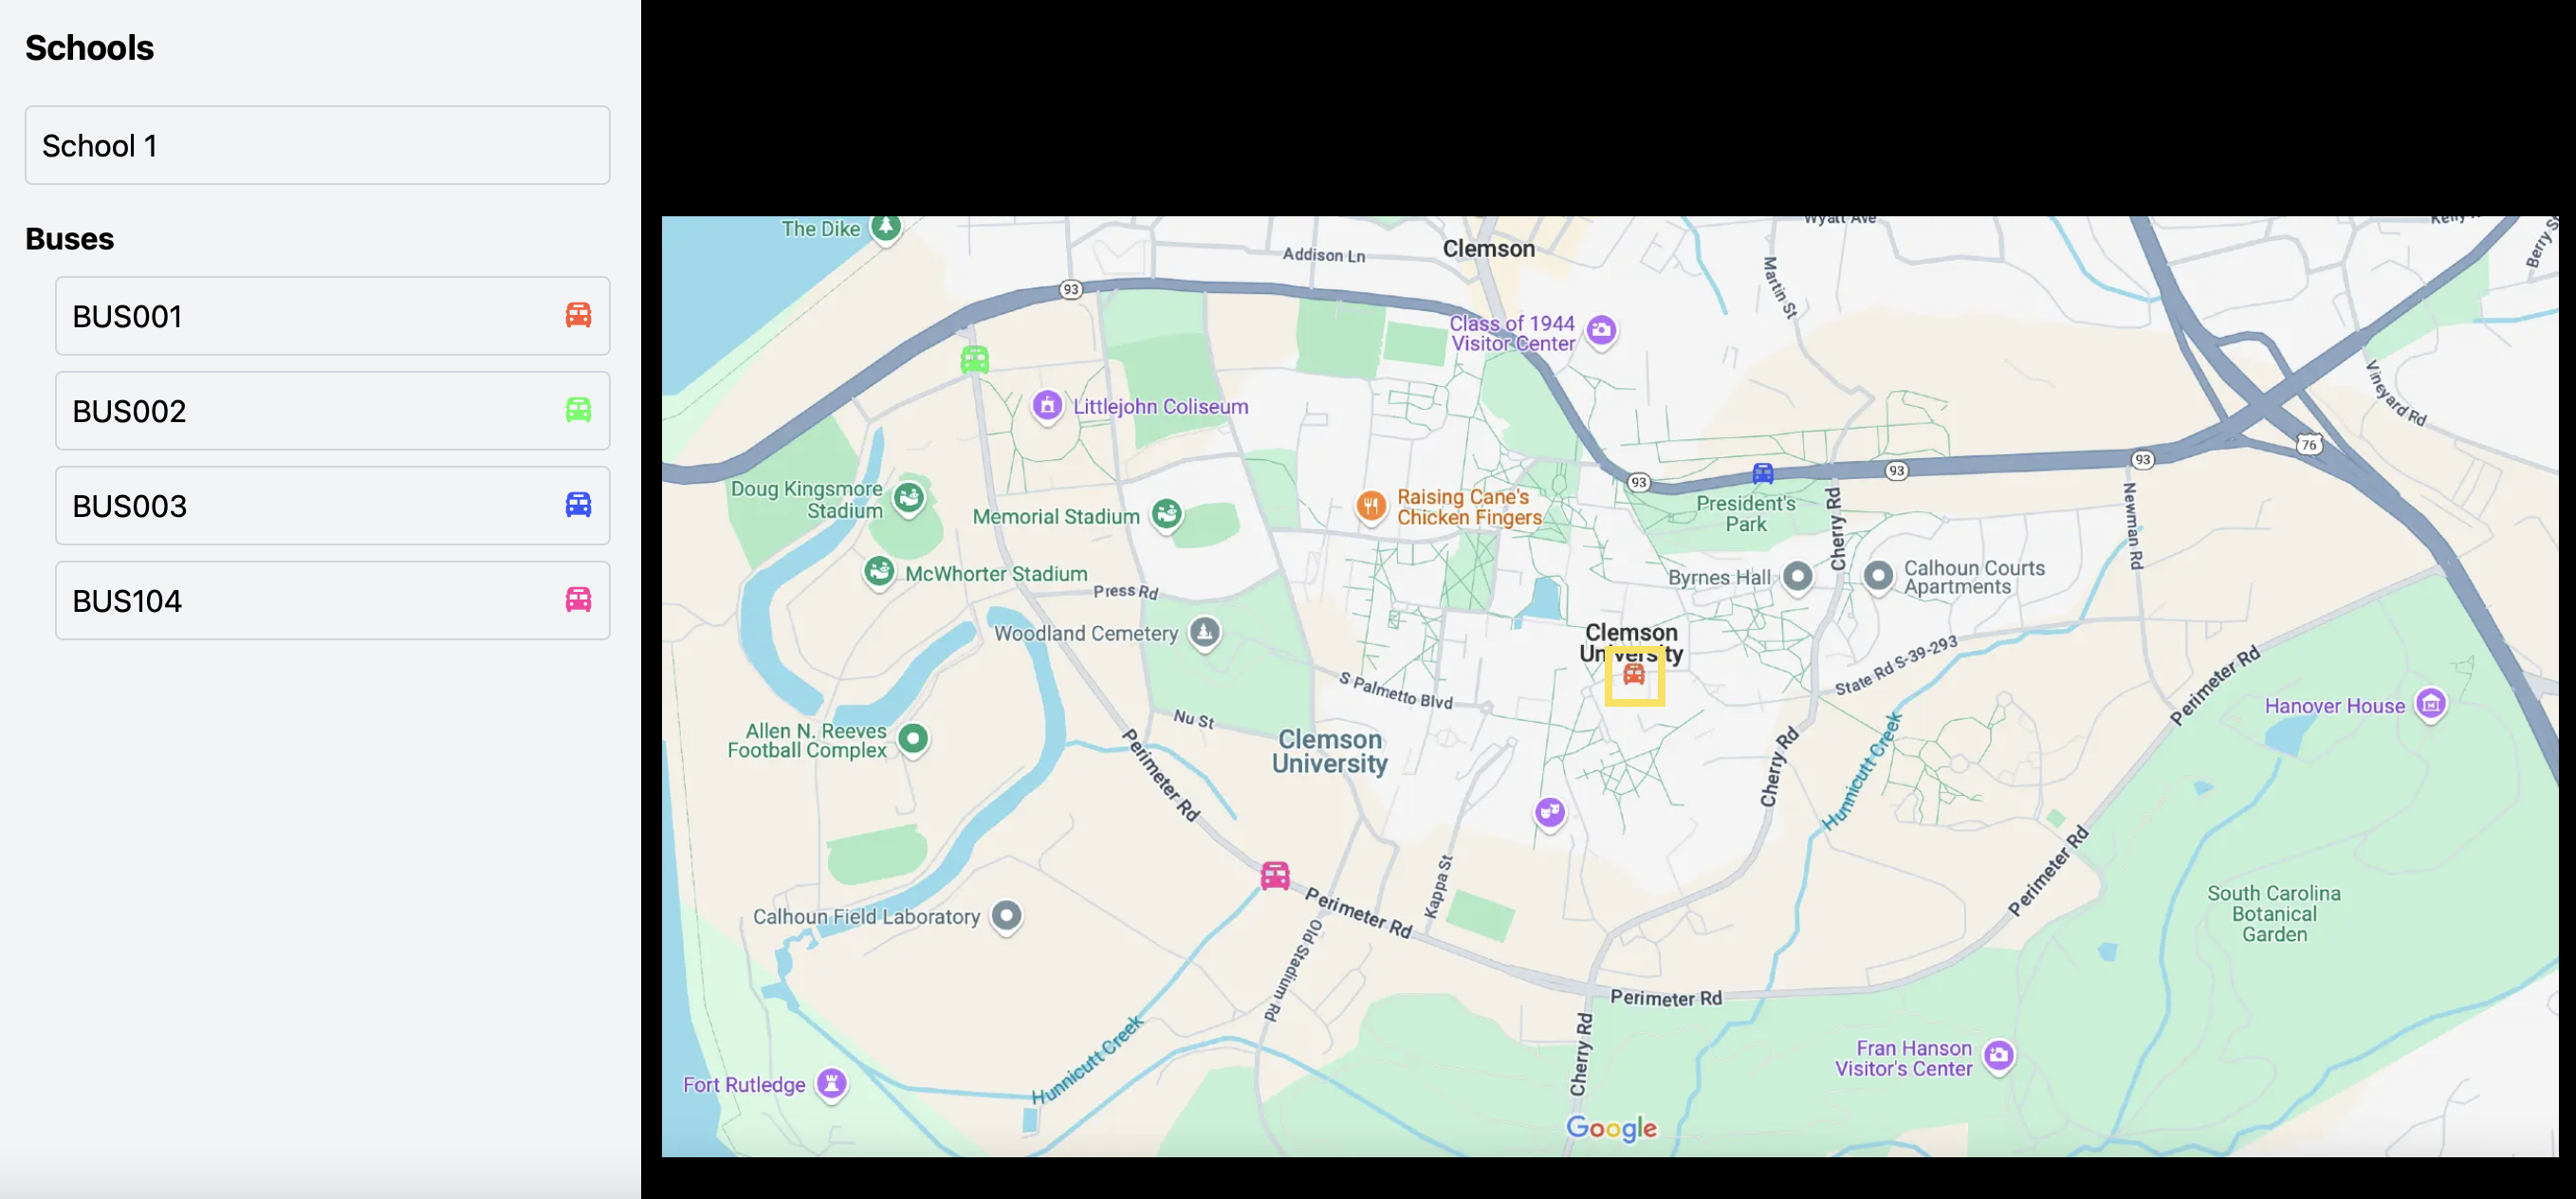 Schools
School 1
Buses
BUS001
BUS002
BUS003
BUS104
The Dike
Addison Ln
Clemson
Wyatt Ave
Martin St
Berry
93
Class of 1944
Visitor Center
Littlejohn Coliseum
Vineyard Rd
76
93
93
93
Doug Kingsmore
Stadium
Memorial Stadium
Raising Cane's
Chicken Fingers
President's
Park
Cherry Rd
Newman Rd
McWhorter Stadium
Press Rd
Byrnes Hall
Calhoun Courts
Apartments
Woodland Cemetery
Clemson
University
State Rd S-39-293
S Palmetto Blvd
Perimeter Rd
Hanover House
Nu St
Allen N. Reeves
Football Complex
Clemson
University
Perimeter Rd
Cherry Rd
Hunnicutt Creek
Kappa St
Perimeter Rd
Perimeter Rd
South Carolina
Botanical
Garden
Calhoun Field Laboratory
Old Stadium Rd
Perimeter Rd
Hunnicutt Creek
Cherry Rd
Fran Hanson
Visitor's Center
Fort Rutledge
Google